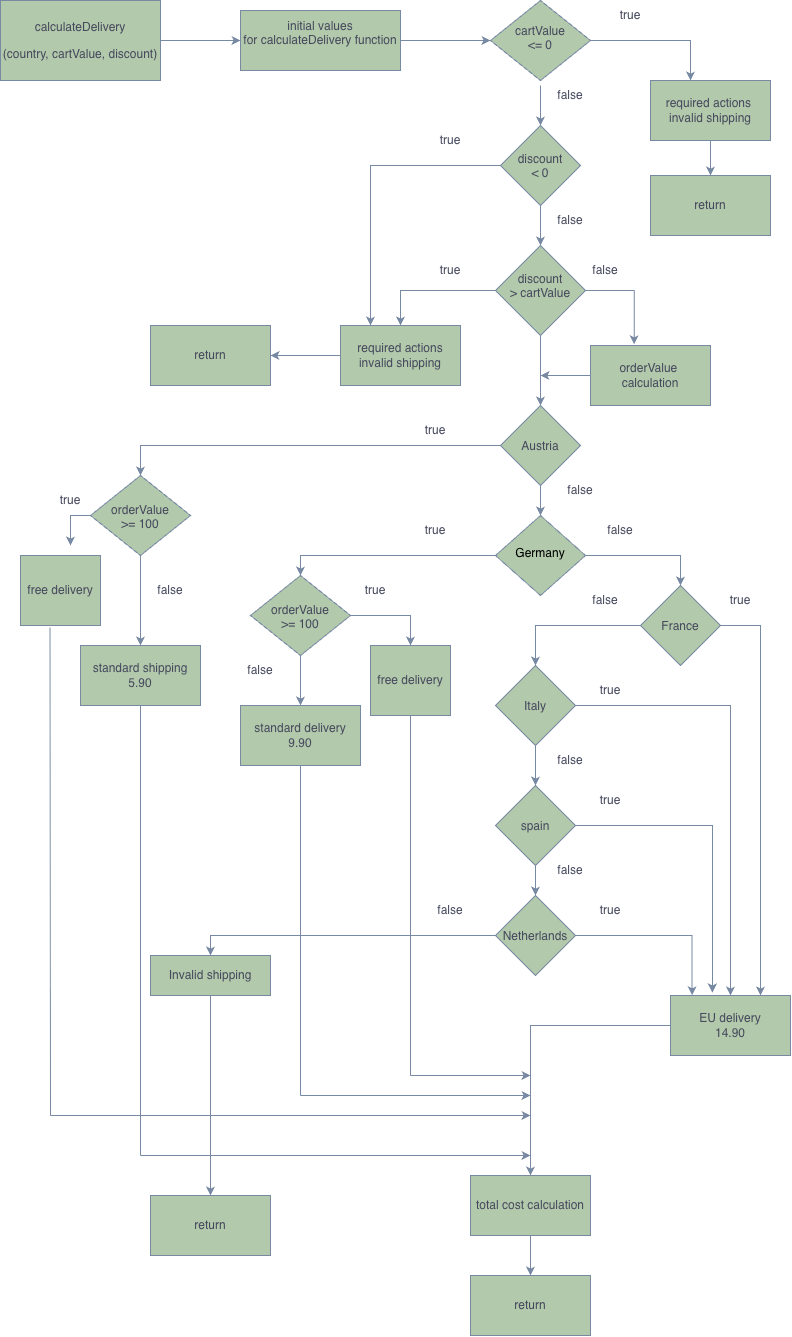 calculateDelivery
(country, cartValue, discount)
initial values
for calculateDelivery function
cartValue
<= 0
true
false
required actions
invalid shipping
return
true
discount
< 0
false
true
discount
> cartValue
false
return
required actions
invalid shipping
orderValue
calculation
true
Austria
false
true
orderValue
>= 100
true
Germany
false
free delivery
false
orderValue
>= 100
true
false
France
true
standard shipping
5.90
false
free delivery
Italy
true
standard delivery
9.90
false
true
spain
false
false
Netherlands
true
Invalid shipping
EU delivery
14.90
total cost calculation
return
return